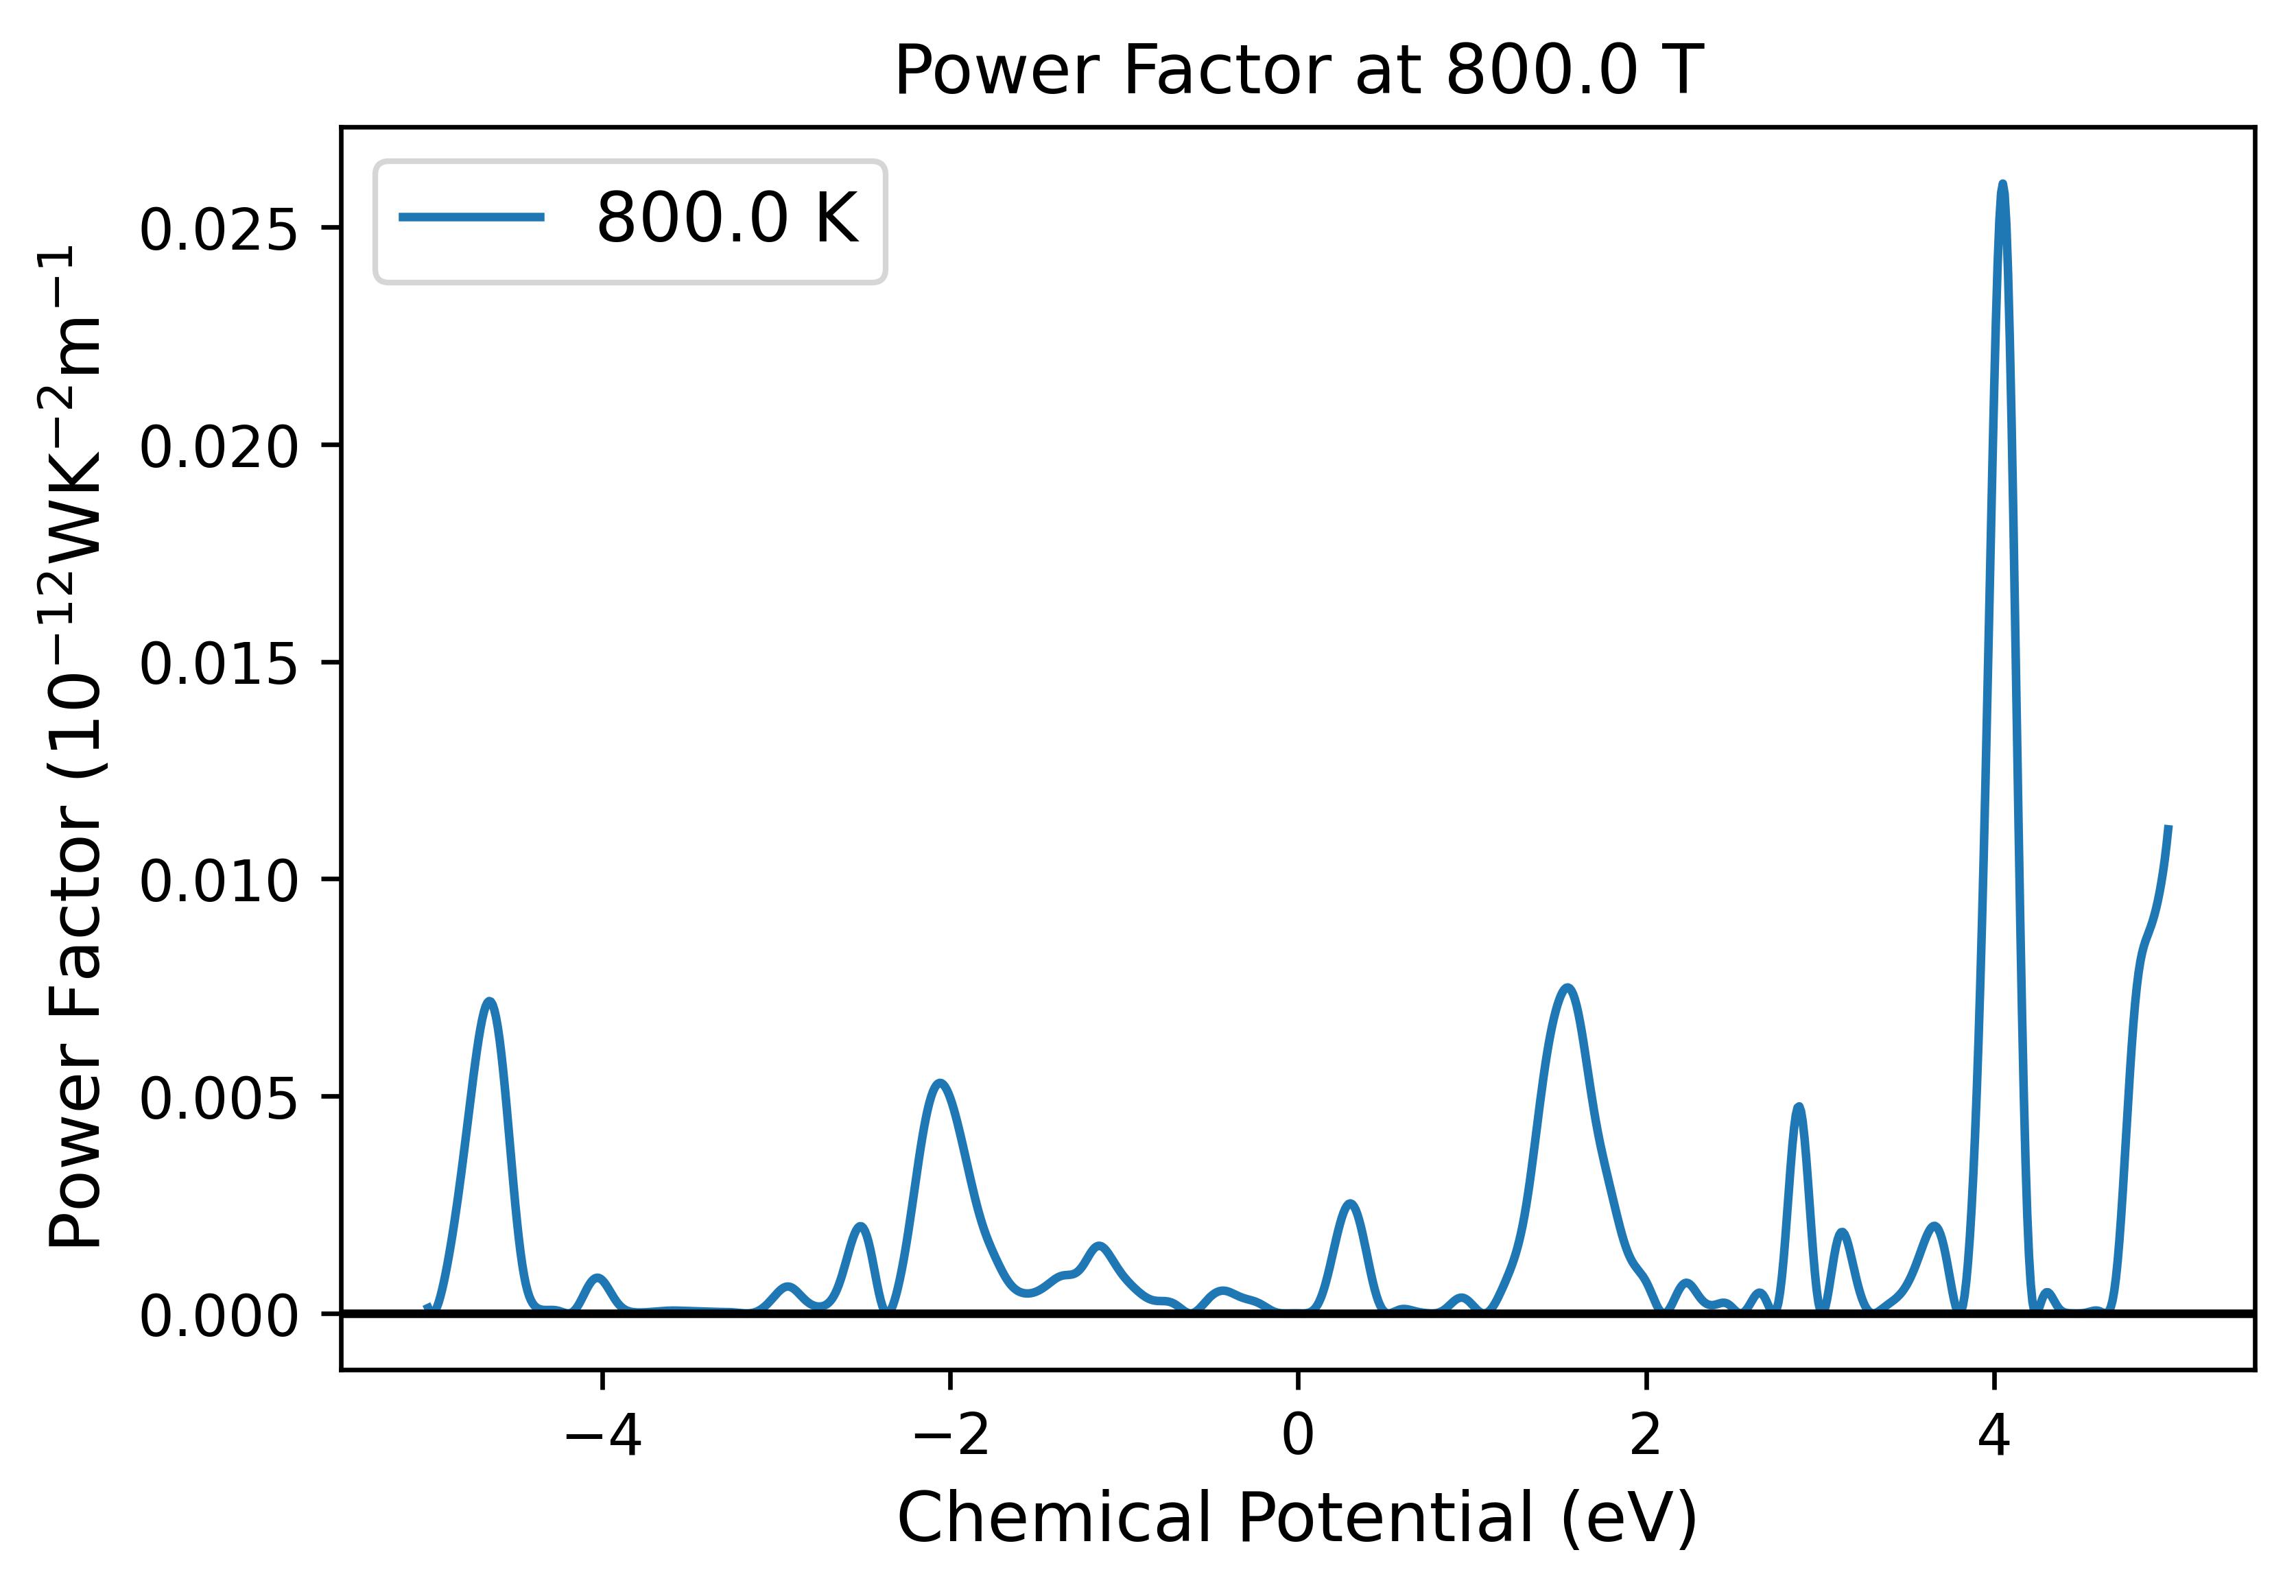 Power Factor at 800.0 T
800.0 K
Power Factor (10⁻¹²WK⁻²m⁻¹
0.025
0.020
0.015
0.010
0.005
0.000
−4 −2 0 2 4
Chemical Potential (eV)